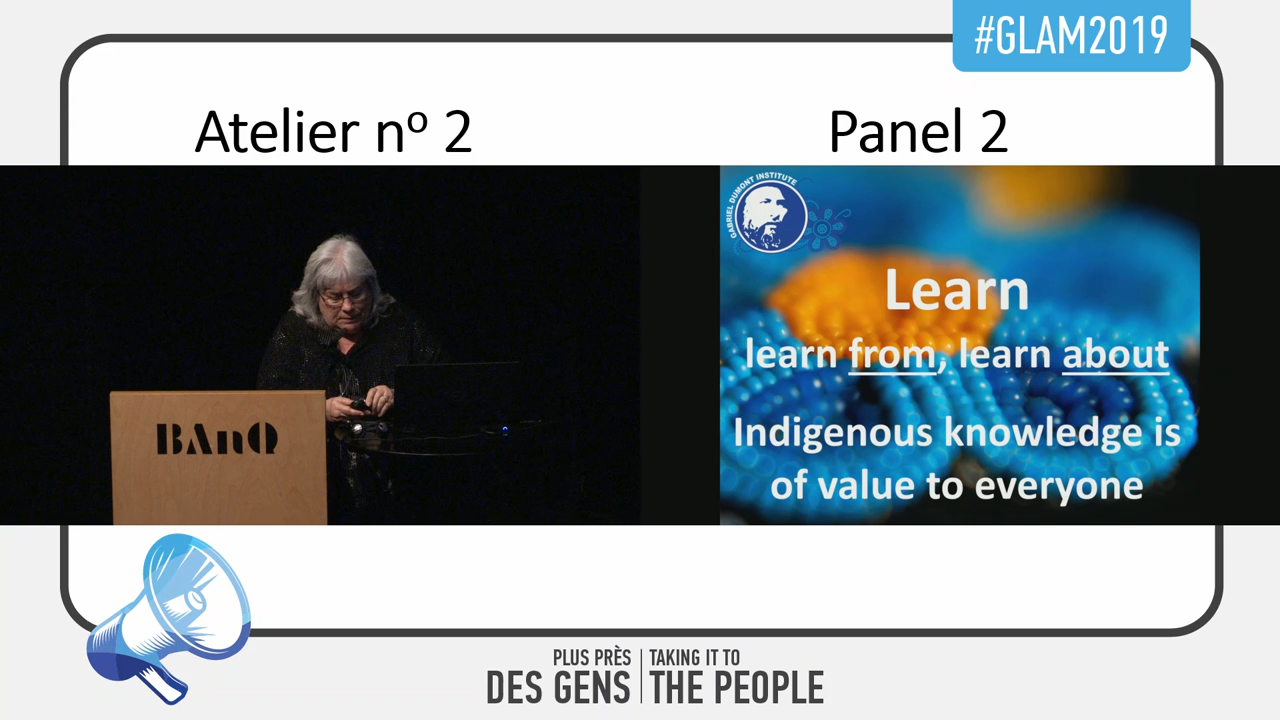 #GLAM2019
Atelier nº 2
Panel 2
BAnQ
GABRIEL DUMONT INSTITUTE
Learn
learn from, learn about
Indigenous knowledge is
of value to everyone
PLUS PRÈS
DES GENS
TAKING IT TO
THE PEOPLE